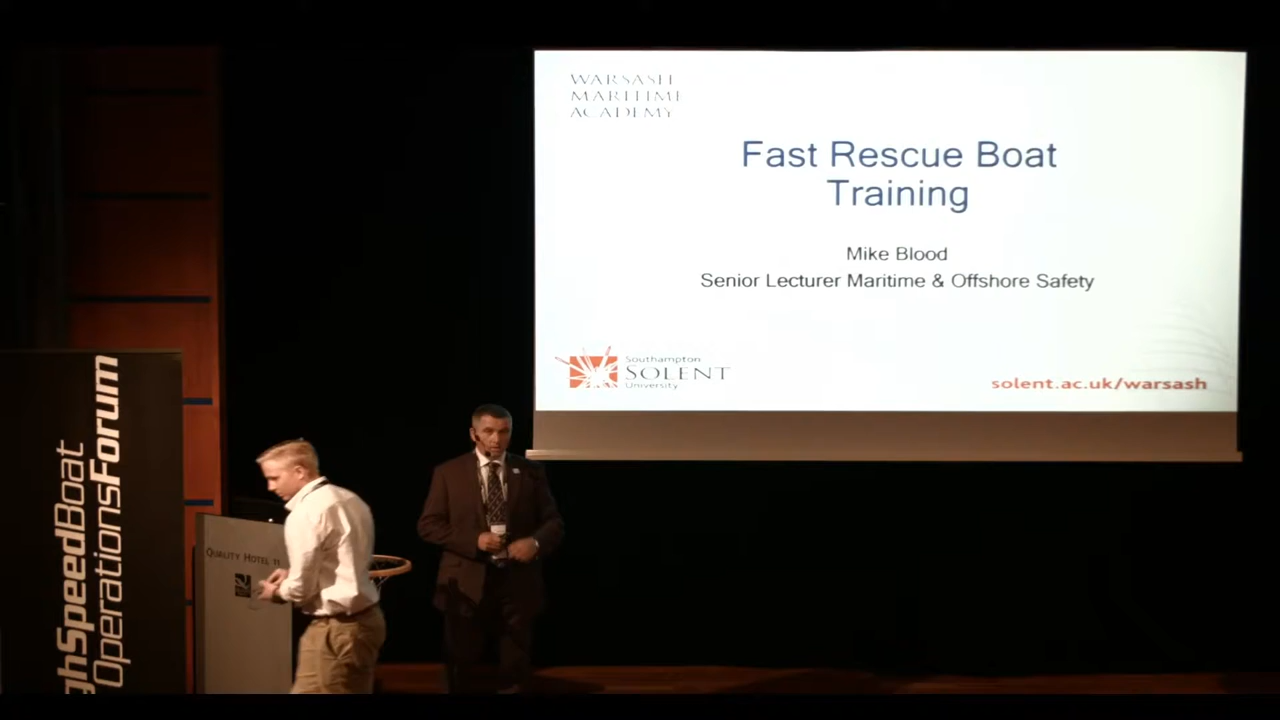 WARSASH
MARITIME
ACADEMY
Fast Rescue Boat
Training
Mike Blood
Senior Lecturer Maritime & Offshore Safety
Southampton
SOLENT
University
solent.ac.uk/warsash
ghSpeedBoat
OperationsForum
QUALITY HOTEL